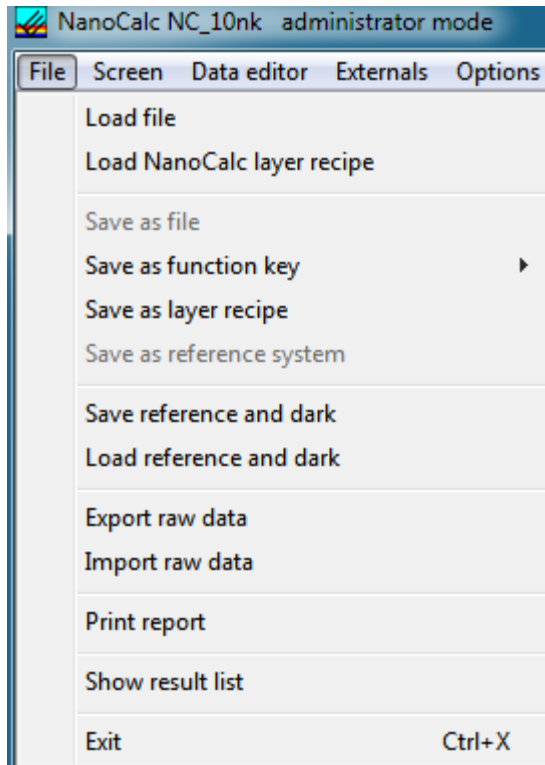 NanoCalc NC_10nk administrator mode
File Screen Data editor Externals Options
Load file
Load NanoCalc layer recipe
Save as file
Save as function key
Save as layer recipe
Save as reference system
Save reference and dark
Load reference and dark
Export raw data
Import raw data
Print report
Show result list
Exit Ctrl+X